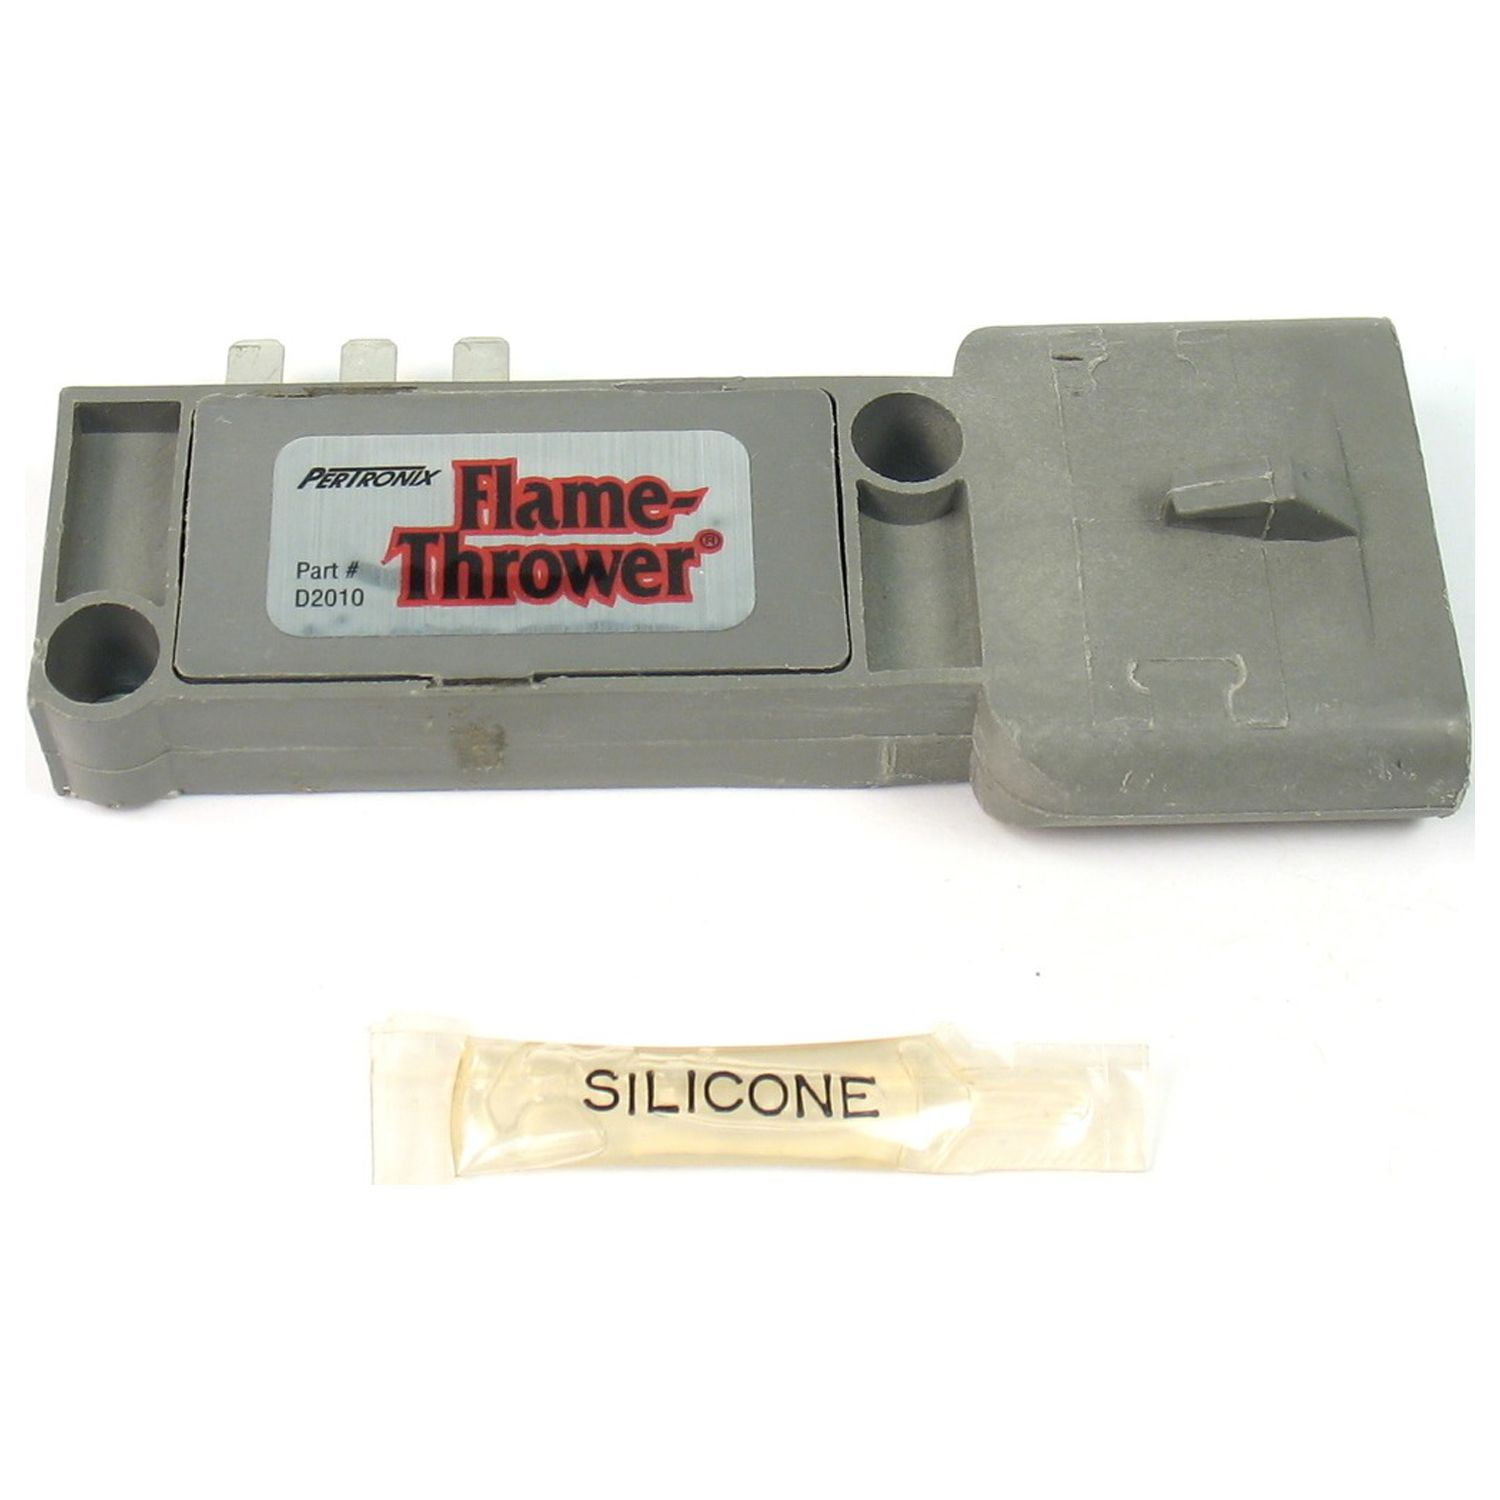 PERTRONIX
Flame-
Thrower®
Part #
D2010
SILICONE